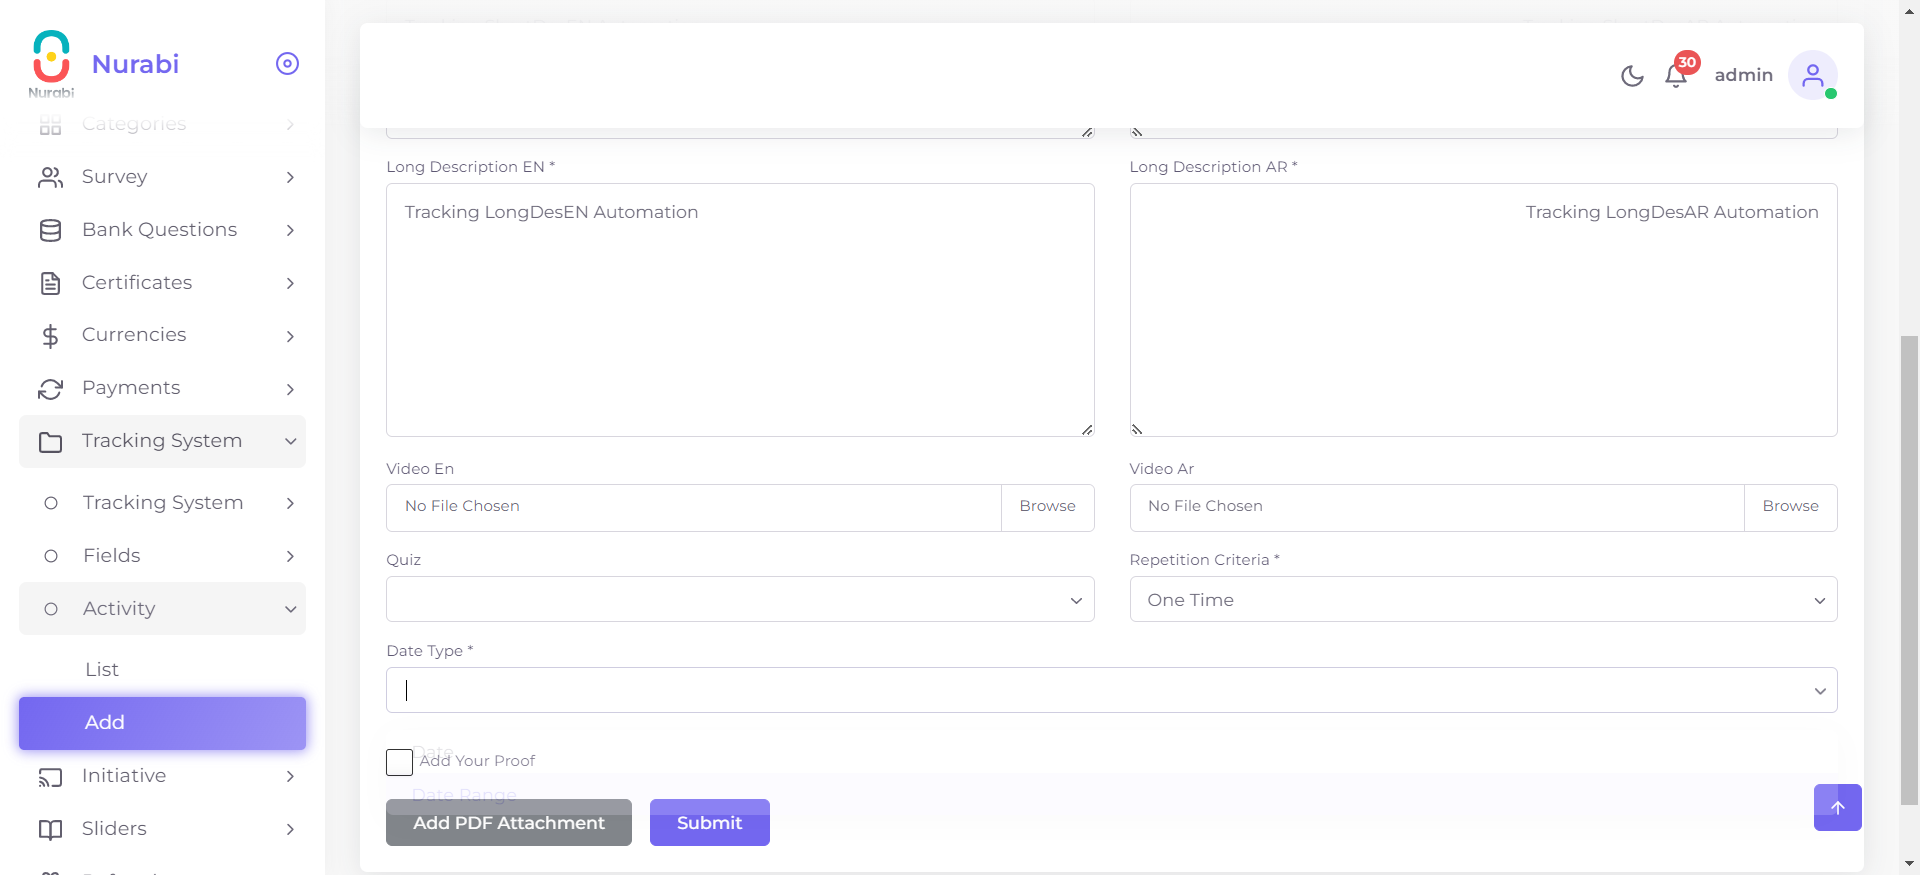 Nurabi
Nurabi
Categories
Survey
Bank Questions
Certificates
Currencies
Payments
Tracking System
Tracking System
Fields
Activity
List
Add
Initiative
Sliders
30
admin
Long Description EN *
Long Description AR *
Tracking LongDesEN Automation
Tracking LongDesAR Automation
Video En
Video Ar
No File Chosen
Browse
No File Chosen
Browse
Quiz
Repetition Criteria *
One Time
Date Type *
Date
Add Your Proof
Date Range
Add PDF Attachment
Submit